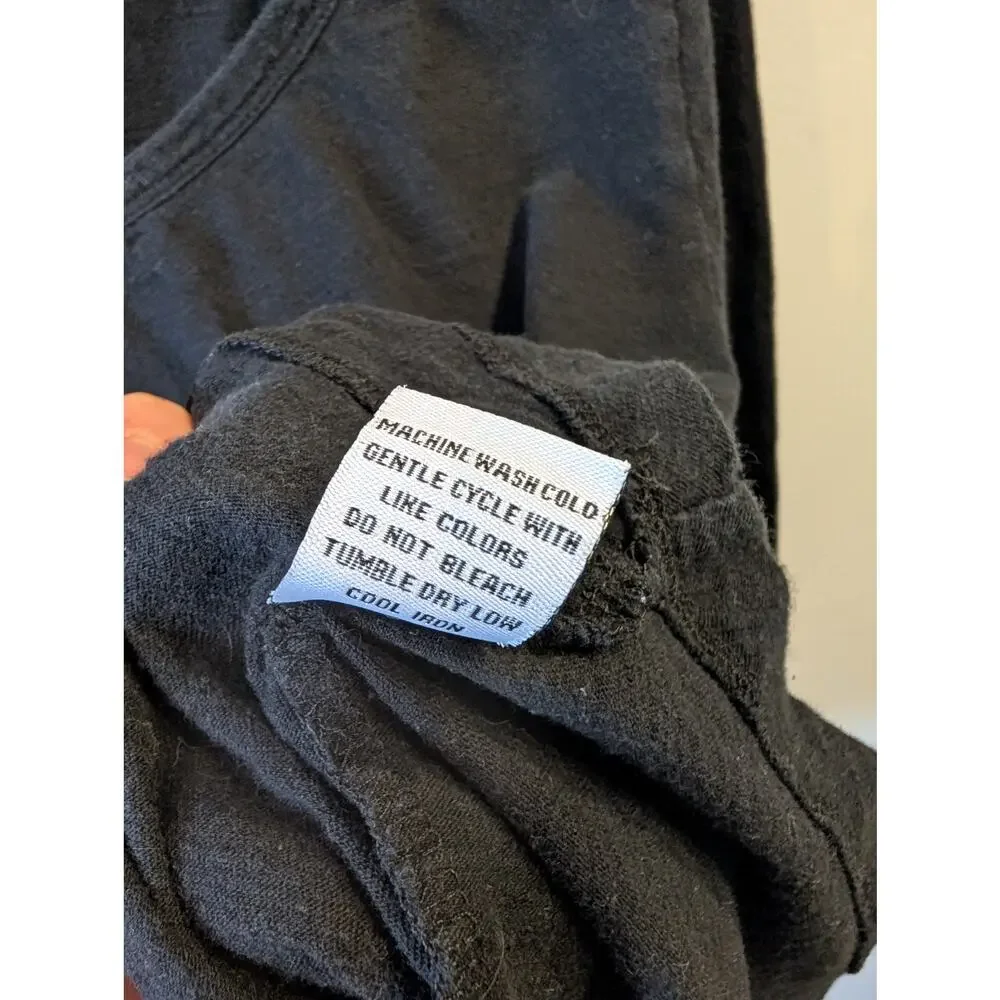 MACHINE WASH COLD
GENTLE CYCLE WITH
LIKE COLORS
DO NOT BLEACH
TUMBLE DRY LOW
COOL IRON